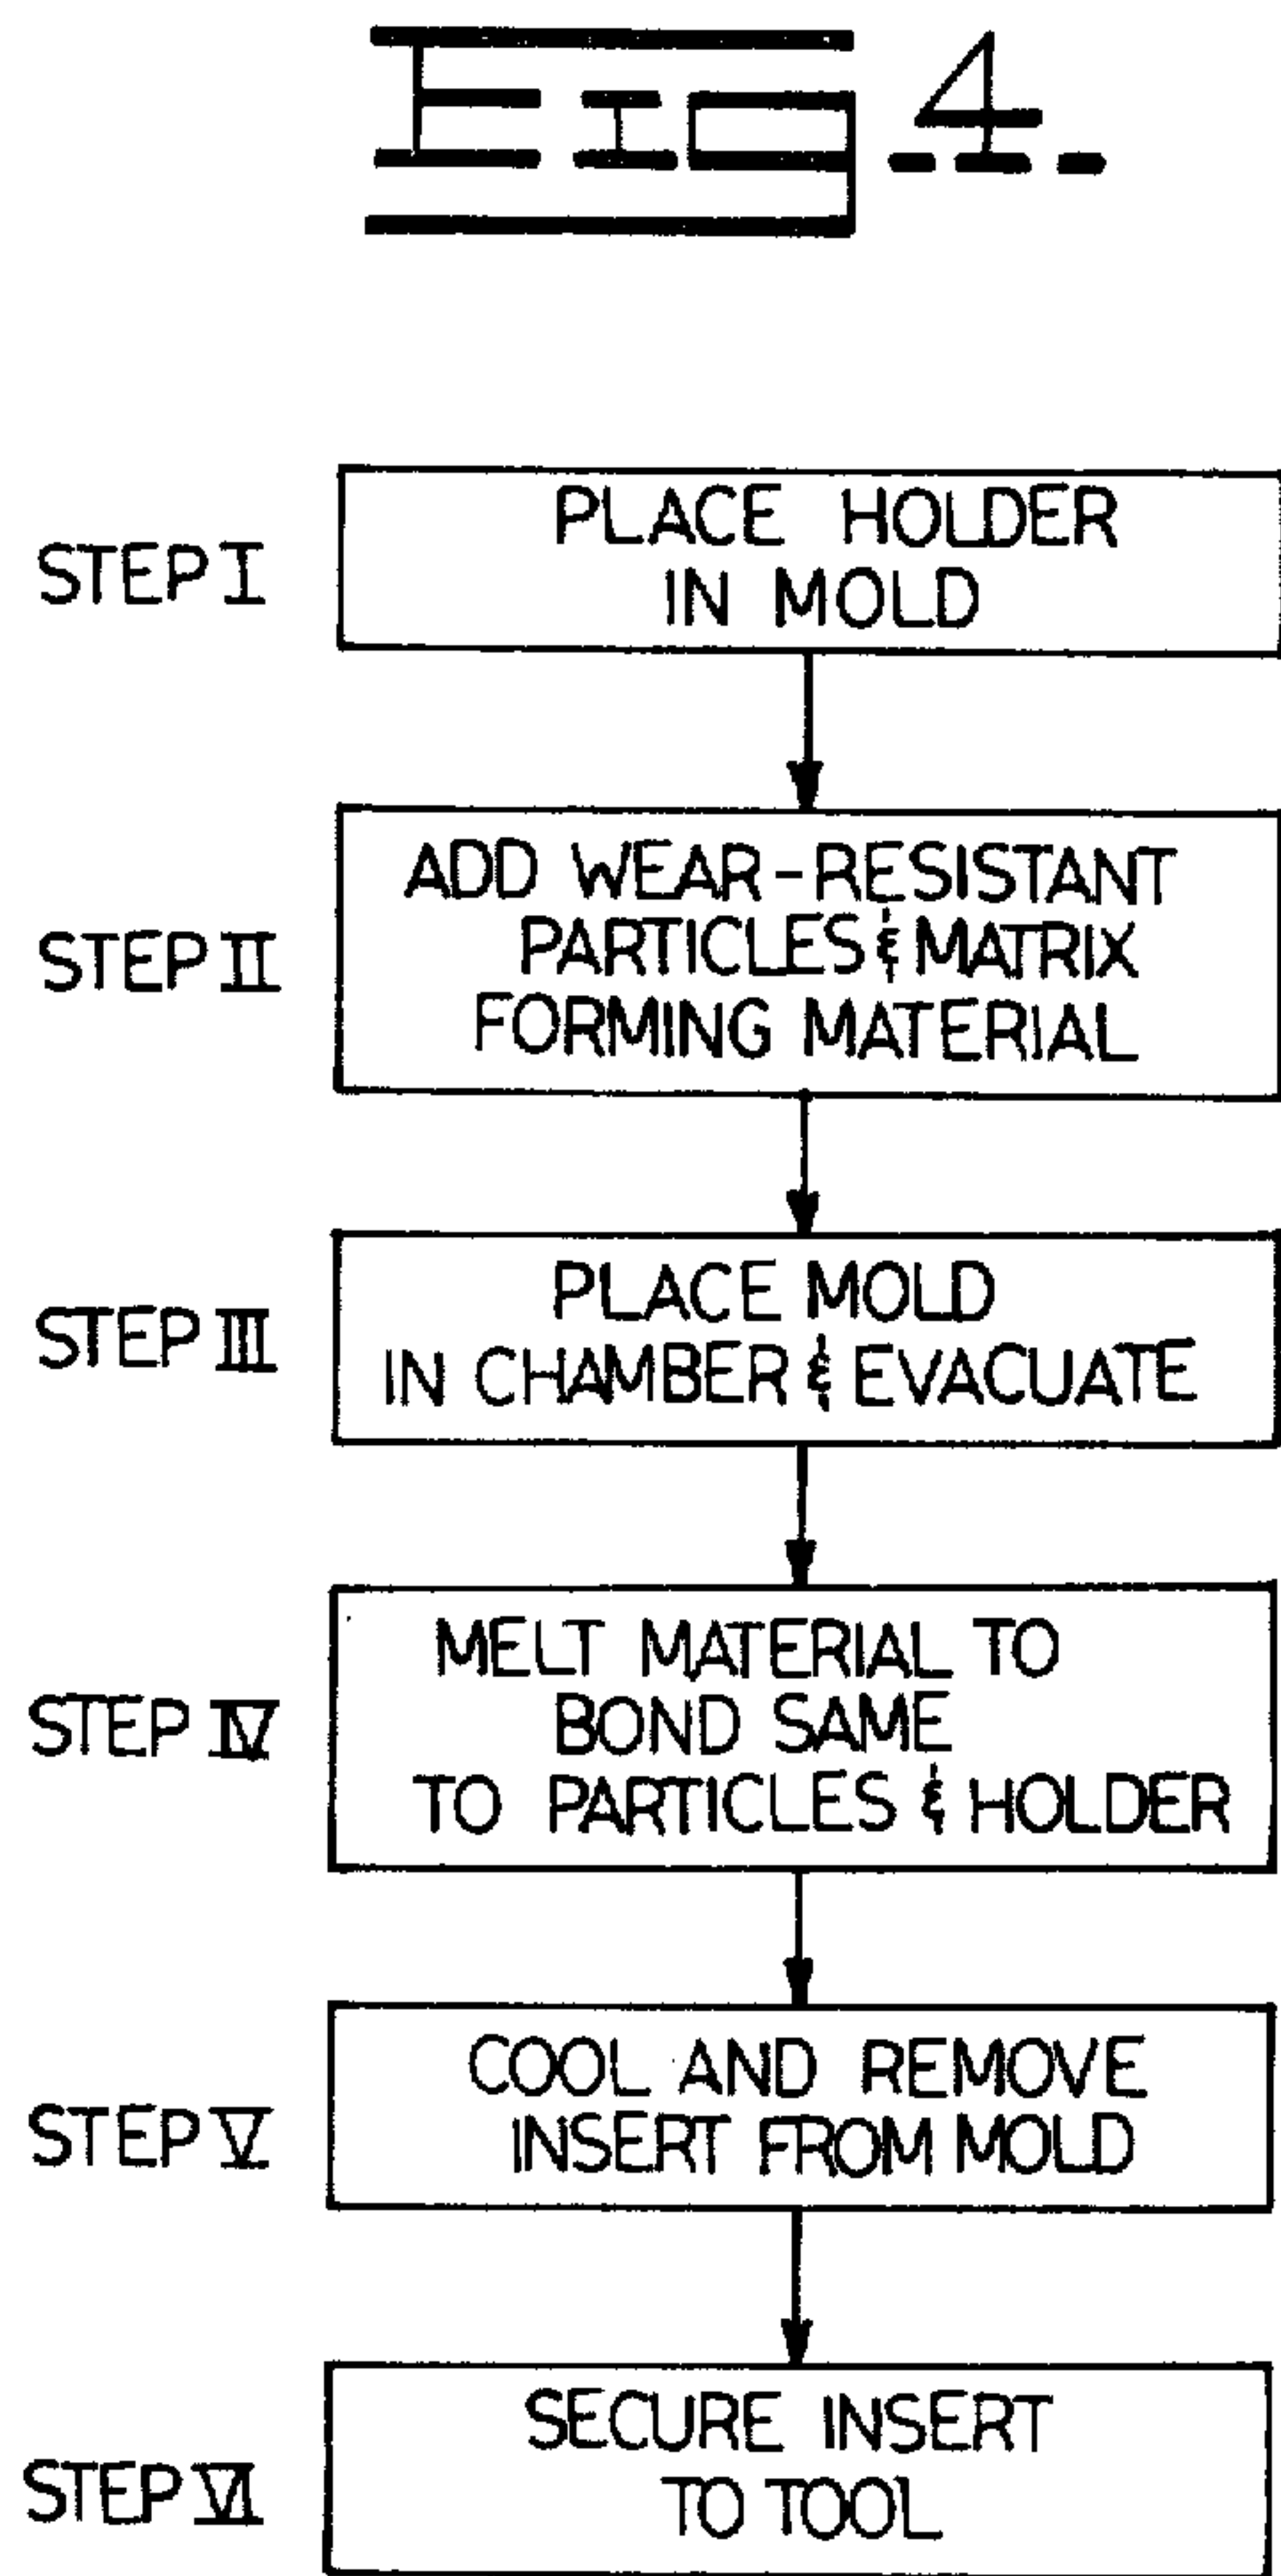 Fig-4-
STEP I
PLACE HOLDER
IN MOLD
STEP II
ADD WEAR-RESISTANT
PARTICLES & MATRIX
FORMING MATERIAL
STEP III
PLACE MOLD
IN CHAMBER & EVACUATE
STEP IV
MELT MATERIAL TO
BOND SAME
TO PARTICLES & HOLDER
STEP V
COOL AND REMOVE
INSERT FROM MOLD
STEP VI
SECURE INSERT
TO TOOL